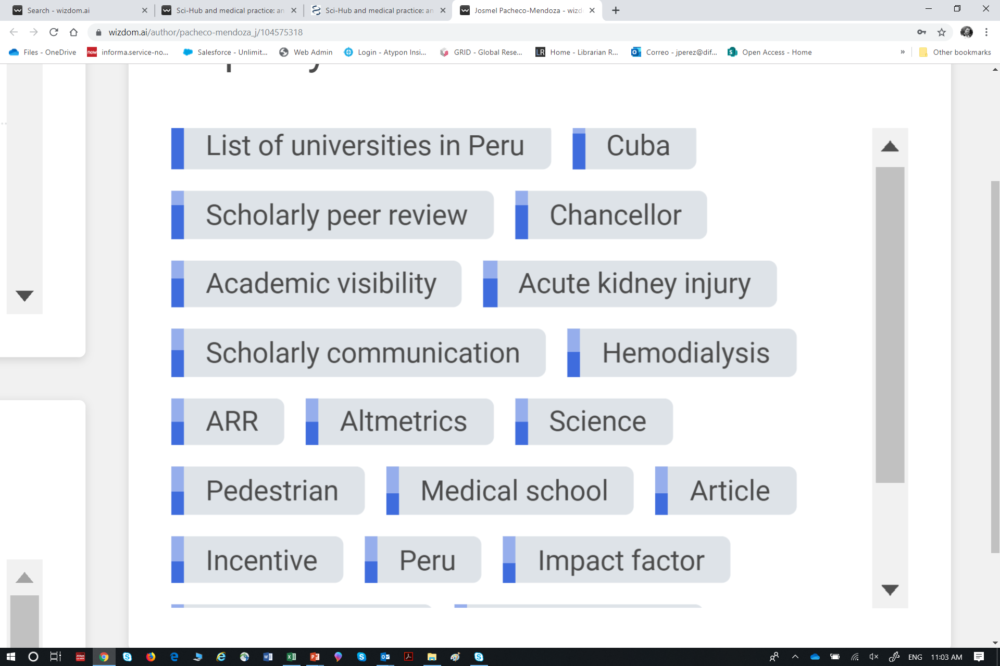 Search - wizdom.ai
Sci-Hub and medical practice: an
Sci-Hub and medical practice: an
Josmel Pacheco-Mendoza - wizd
wizdom.ai/author/pacheco-mendoza_j/104575318
Files - OneDrive
informa.service-no...
Salesforce - Unlimit...
Web Admin
Login - Atypon Insi...
GRID - Global Rese...
LR
Home - Librarian R...
Correo - jperez@dif...
Open Access - Home
»
Other bookmarks
List of universities in Peru
Cuba
Scholarly peer review
Chancellor
Academic visibility
Acute kidney injury
Scholarly communication
Hemodialysis
ARR
Altmetrics
Science
Pedestrian
Medical school
Article
Incentive
Peru
Impact factor
ENG
11:03 AM